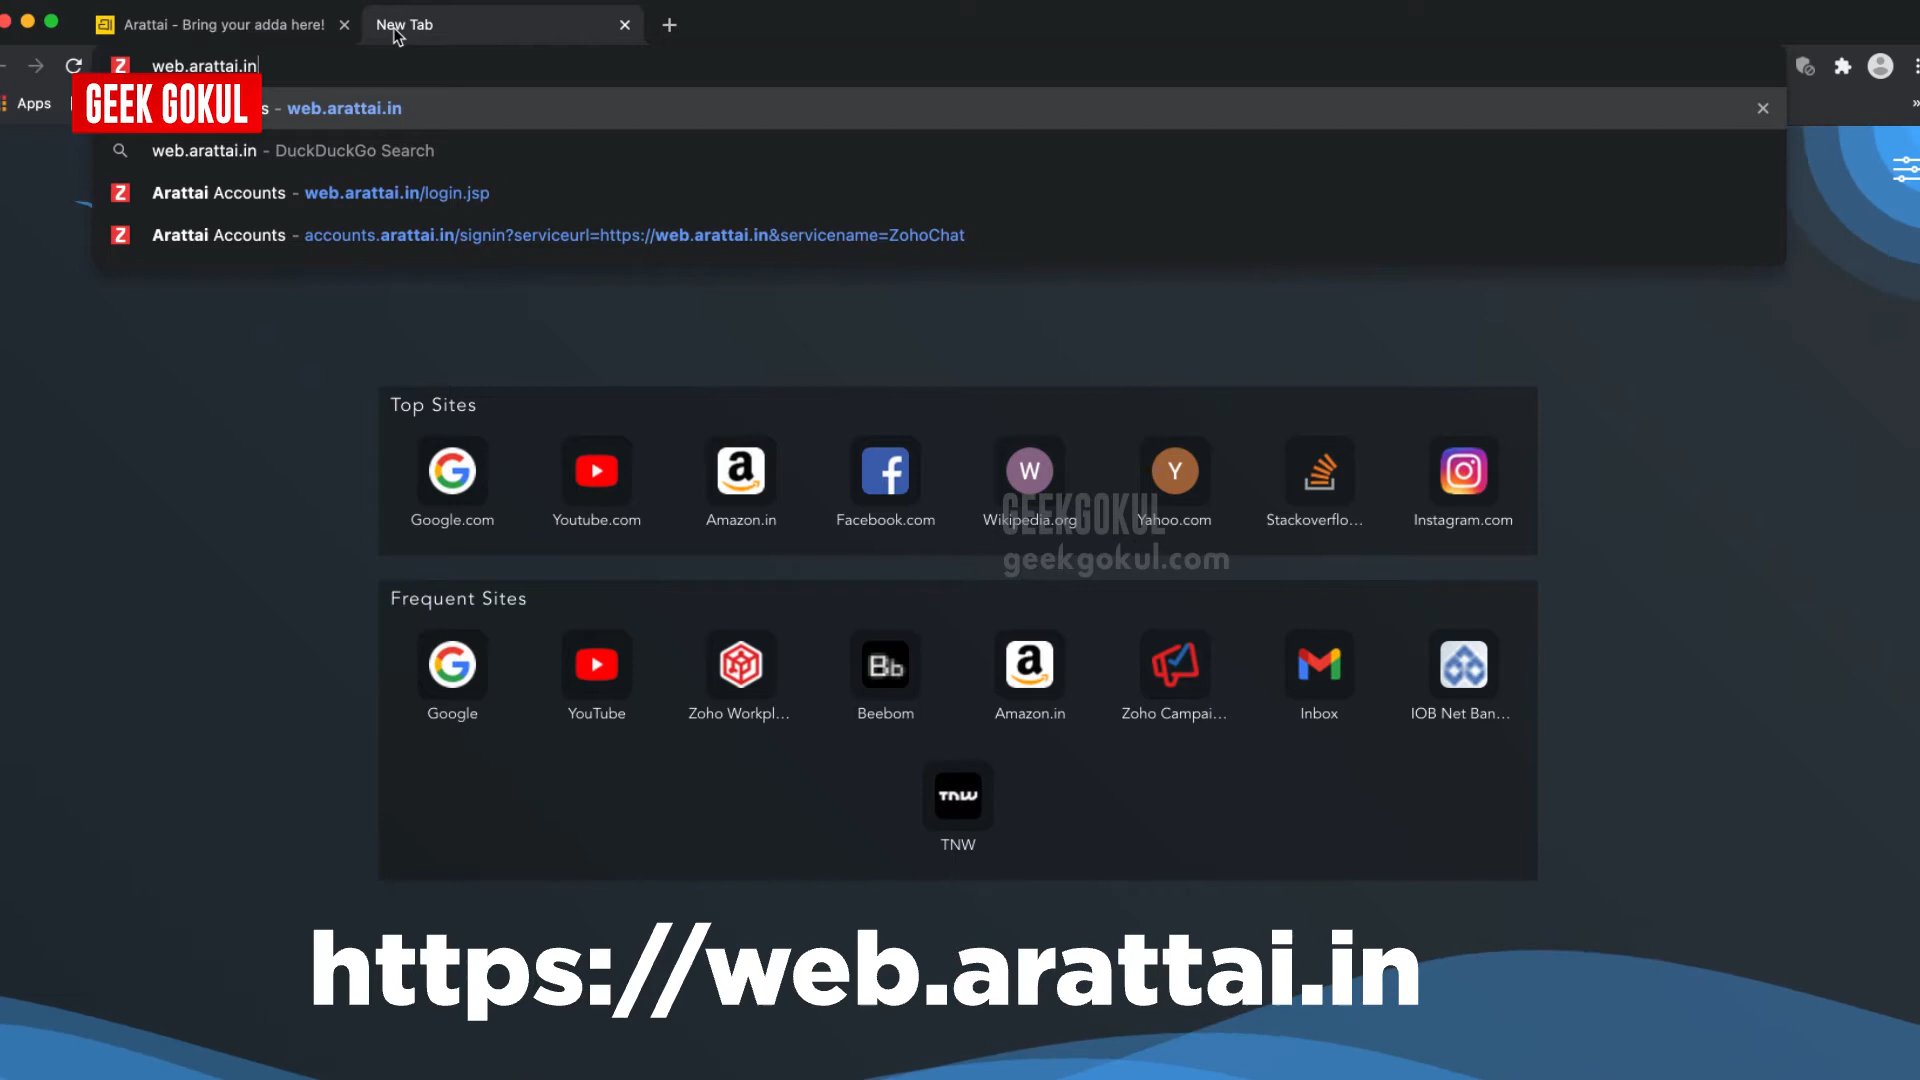 Arattai - Bring your adda here!
New Tab
web.arattai.in
Apps
GEEK GOKUL
s - web.arattai.in
web.arattai.in - DuckDuckGo Search
Arattai Accounts - web.arattai.in/login.jsp
Arattai Accounts - accounts.arattai.in/signin?serviceurl=https://web.arattai.in&servicename=ZohoChat
Top Sites
Google.com
Youtube.com
Amazon.in
Facebook.com
W
Wikipedia.org
Y
Yahoo.com
Stackoverflo...
Instagram.com
GEEKGOKUL
geekgokul.com
Frequent Sites
Google
YouTube
Zoho Workpl...
Bb
Beebom
Amazon.in
Zoho Campai...
Inbox
IOB Net Ban...
TNW
TNW
https://web.arattai.in